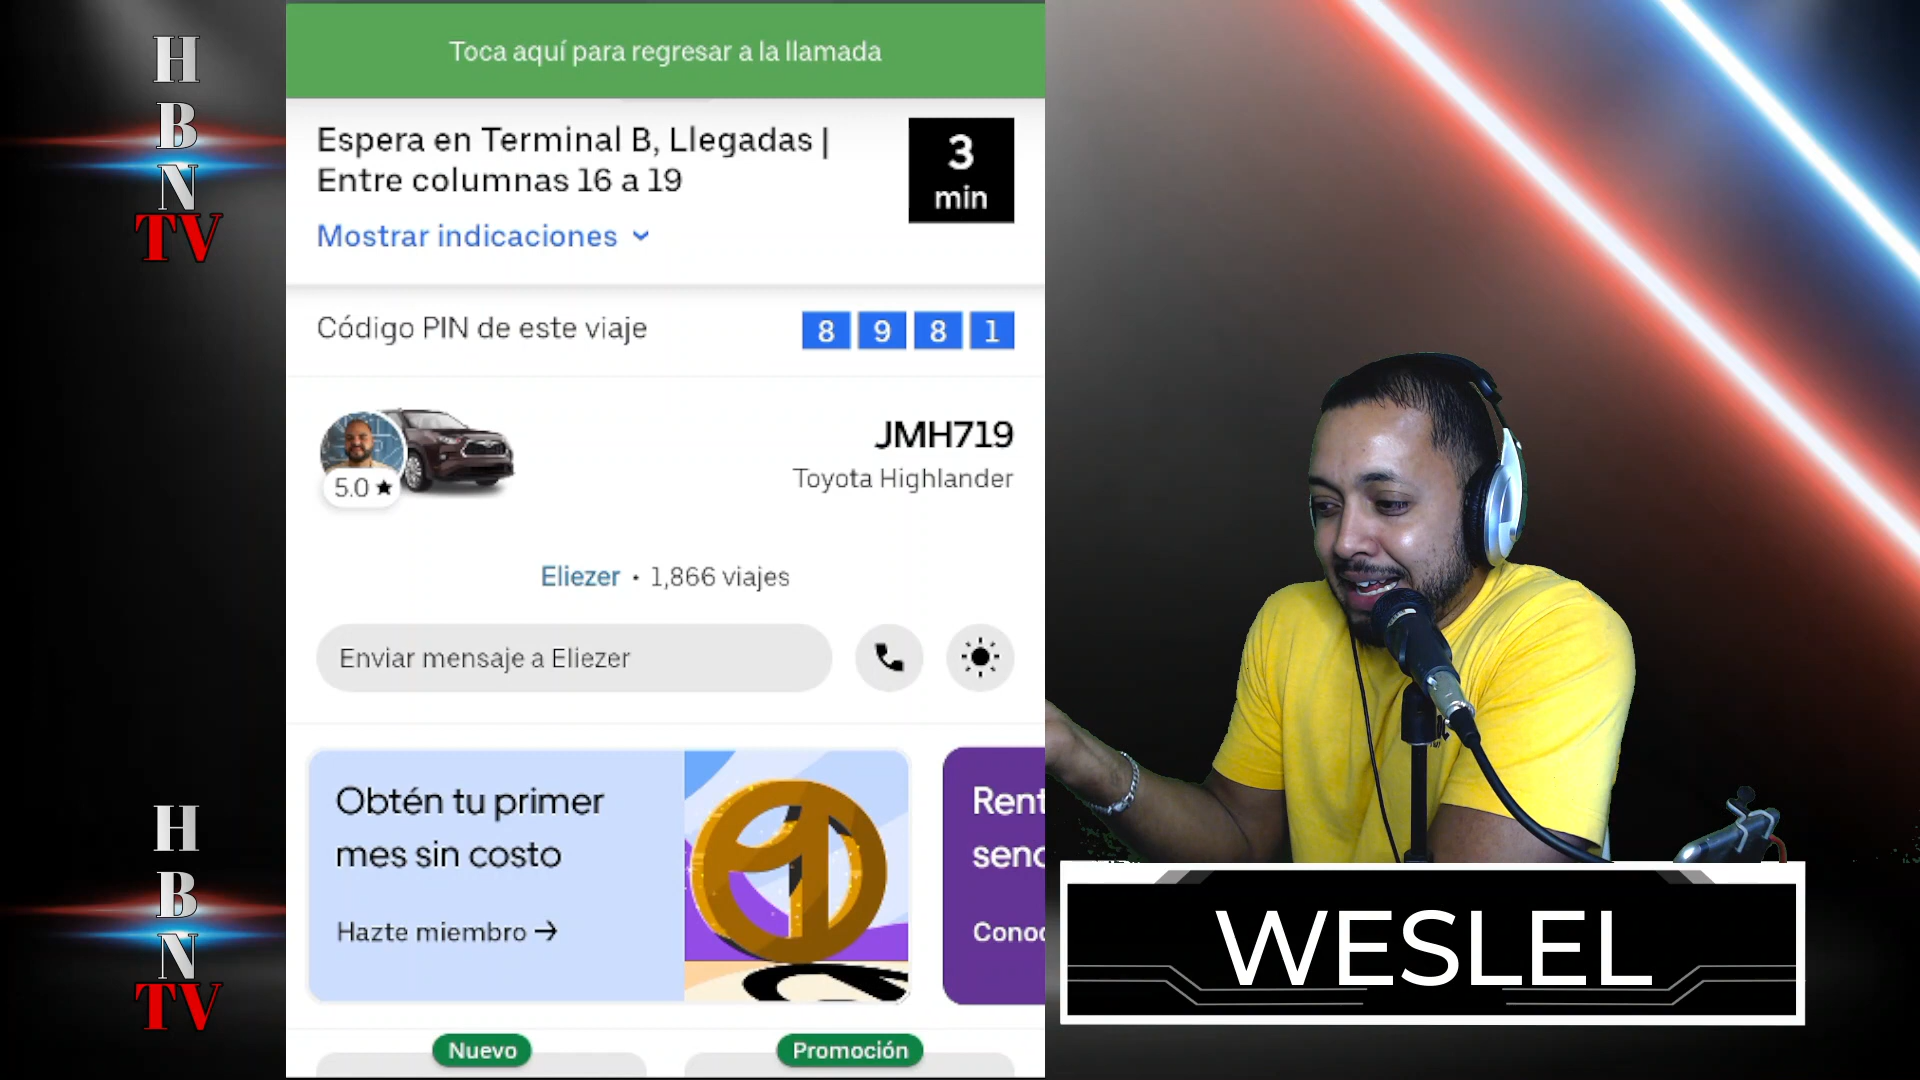 H
B
N
TV
Toca aquí para regresar a la llamada
Espera en Terminal B, Llegadas |
Entre columnas 16 a 19
3
min
Mostrar indicaciones
Código PIN de este viaje
8 9 8 1
5.0 ★
JMH719
Toyota Highlander
Eliezer • 1,866 viajes
Enviar mensaje a Eliezer
Obtén tu primer
mes sin costo
Hazte miembro →
Nuevo
Promoción
H
B
N
TV
WESLEL